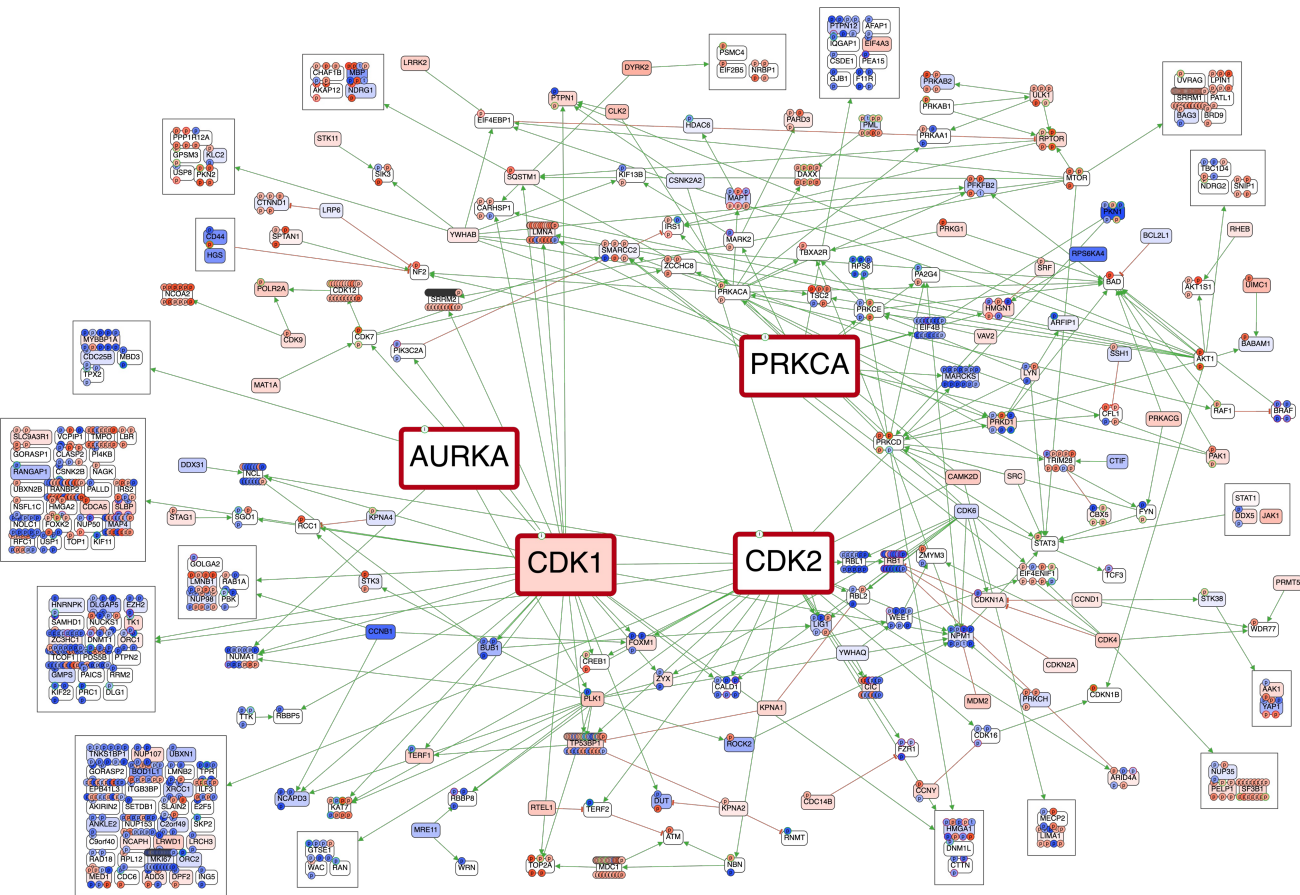 PTPN12 AFAP1
IQGAP1 EIF4A3
CSDE1 PEA15
GJB1 F11R
PSMC4
EIF2B5 NRBP1
CHAF1B MBP
AKAP12 NDRG1
LRRK2
DYRK2
CLK2
PTPN1
EIF4EBP1
HDAC6
PARD3
PML
PRKAB2
PRKAB1
PRKAA1
ULK1
RPTOR
MTOR
UVRAG LPIN1
SRRM1 PATL1
BAG3 BRD9
PPP1R12A
GPSM3 KLC2
USP8 PKN2
STK11
SIK3
SQSTM1
KIF13B
CSNK2A2
DAXX
PFKFB2
TBC1D4
NDRG2 SNIP1
CTNND1
LRP6
SPTAN1
CARHSP1
YWHAB
LMNA
MAPT
IRS1
MARK2
PRKG1
PKN1
BCL2L1
RHEB
CD44
HGS
NF2
SMARCC2
ZCCHC8
TBXA2R
RPS6
PA2G4
SRF
RPS6KA4
BAD
AKT1S1
UIMC1
NCOA2
POLR2A
CDK12
SRRM2
PRKACA
TSC2
PRKCE
HMGN1
EIF4B
ARFIP1
VAV2
CDK9
CDK7
PIK3C2A
MAT1A
PRKCA
SSH1
BABAM1
AKT1
MYBBP1A
CDC25B MBD3
TPX2
MARCKS
LYN
PRKD1
CFL1
PRKACG
RAF1
BRAF
SLC9A3R1 VCPIP1 TMPO LBR
GORASP1 CLASP2 PI4KB
RANGAP1 CSNK2B NAGK
UBXN2B RANBP2 PALLD IRS2
NSFL1C HMGA2 CDCA5 SLBP
NOLC1 FOXK2 NUP50 MAP4
RFC1 USP1 TOP1 KIF11
AURKA
PRKCD
TRIM28
CTIF
PAK1
DDX31
NCL
CAMK2D
SRC
STAG1
SGO1
RCC1
KPNA4
CDK6
CBX5
FYN
STAT1
DDX5 JAK1
STAT3
CDK1
CDK2
GOLGA2
LMNB1 RAB1A
NUP98 PBK
STK3
RBL1
RB1
ZMYM3
EIF4ENIF1
TCF3
RBL2
CDKN1A
CCND1
STK38
PRMT5
WDR77
HNRNPK DLGAP5 EZH2
SAMHD1 NUCKS1 TK1
ZC3HC1 DNMT1 ORC1
TCOF1 PDS5B PTPN2
GMPS PAICS RRM2
KIF22 PRC1 DLG1
CCNB1
NUMA1
BUB1
FOXM1
LIG1
WEE1
NPM1
CDK4
YWHAQ
CREB1
ZYX
CALD1
CIC
CDKN2A
PLK1
KPNA1
MDM2
PRKCH
CDKN1B
AAK1
YAP1
TTK
RBBP5
TP53BP1
ROCK2
CDK16
FZR1
TERF1
TNKS1BP1 NUP107 UBXN1
GORASP2 BOD1L1 LMNB2 TPR
EPB41L3 ITGB3BP XRCC1 ILF3
AKIRIN2 SETDB1 SLAIN2 E2F5
ANKLE2 NUP153 C2orf49 SKP2
C9orf40 NCAPH LRWD1 LRCH3
RAD18 RPL12 MKI67 ORC2
MED1 CDC6 ADD3 DPF2 ING5
NCAPD3
KAT7
RBBP8
RTEL1
TERF2
DUT
KPNA2
CDC14B
CCNY
ARID4A
NUP35
PELP1 SF3B1
MRE11
WRN
ATM
RNMT
TOP2A
MDC1
NBN
GTSE1
WAC RAN
HMGA1
DNM1L
CTTN
MECP2
LIMA1